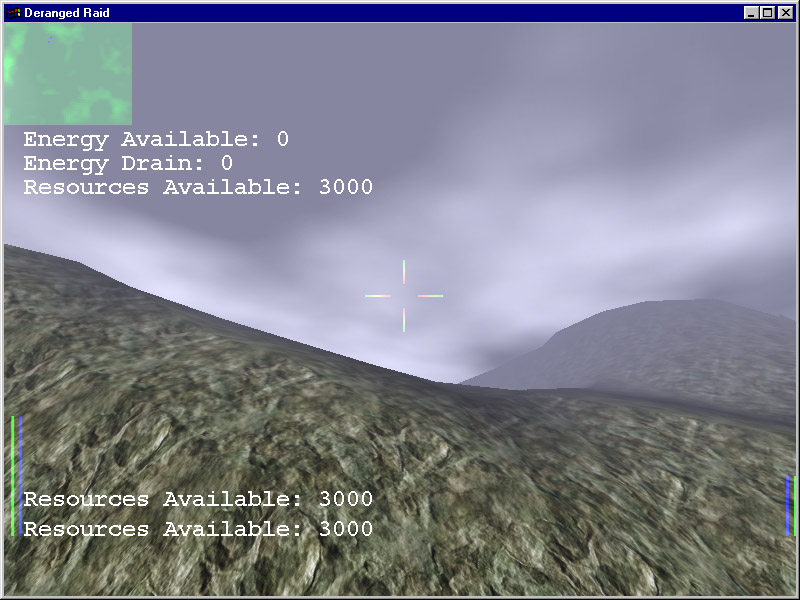 Deranged Raid
Energy Available: 0
Energy Drain: 0
Resources Available: 3000
Resources Available: 3000
Resources Available: 3000